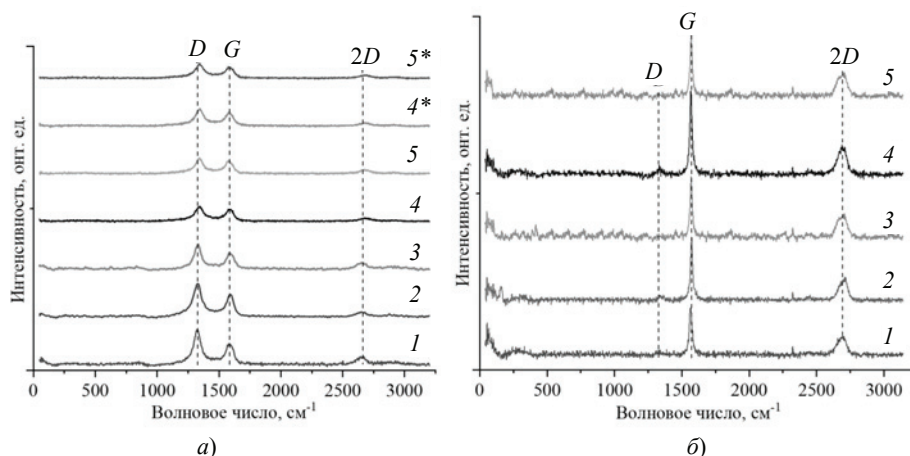 Интенсивность, онт. ед.
D
G
2D
5*
4*
5
4
3
2
1
0
500
1000
1500
2000
2500
3000
Волновое число, см-1
а)
Интенсивность, онт. ед.
G
D
2D
5
4
3
2
1
0
500
1000
1500
2000
2500
3000
Волновое число, см-1
б)